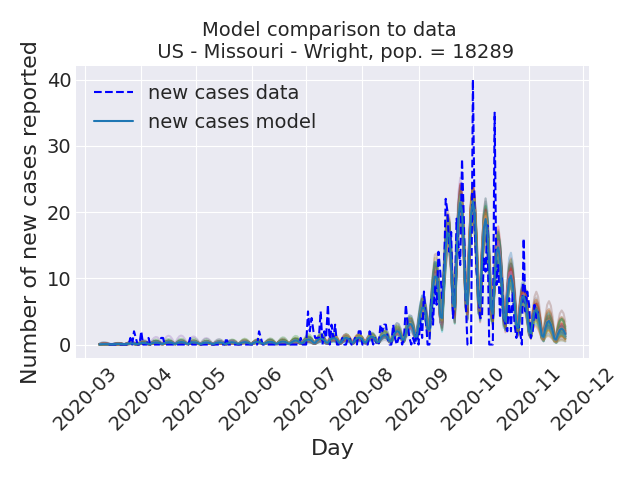 Model comparison to data
US - Missouri - Wright, pop. = 18289
Number of new cases reported
40
30
20
10
0
new cases data
new cases model
2020-03
2020-04
2020-05
2020-06
2020-07
2020-08
2020-09
2020-10
2020-11
2020-12
Day